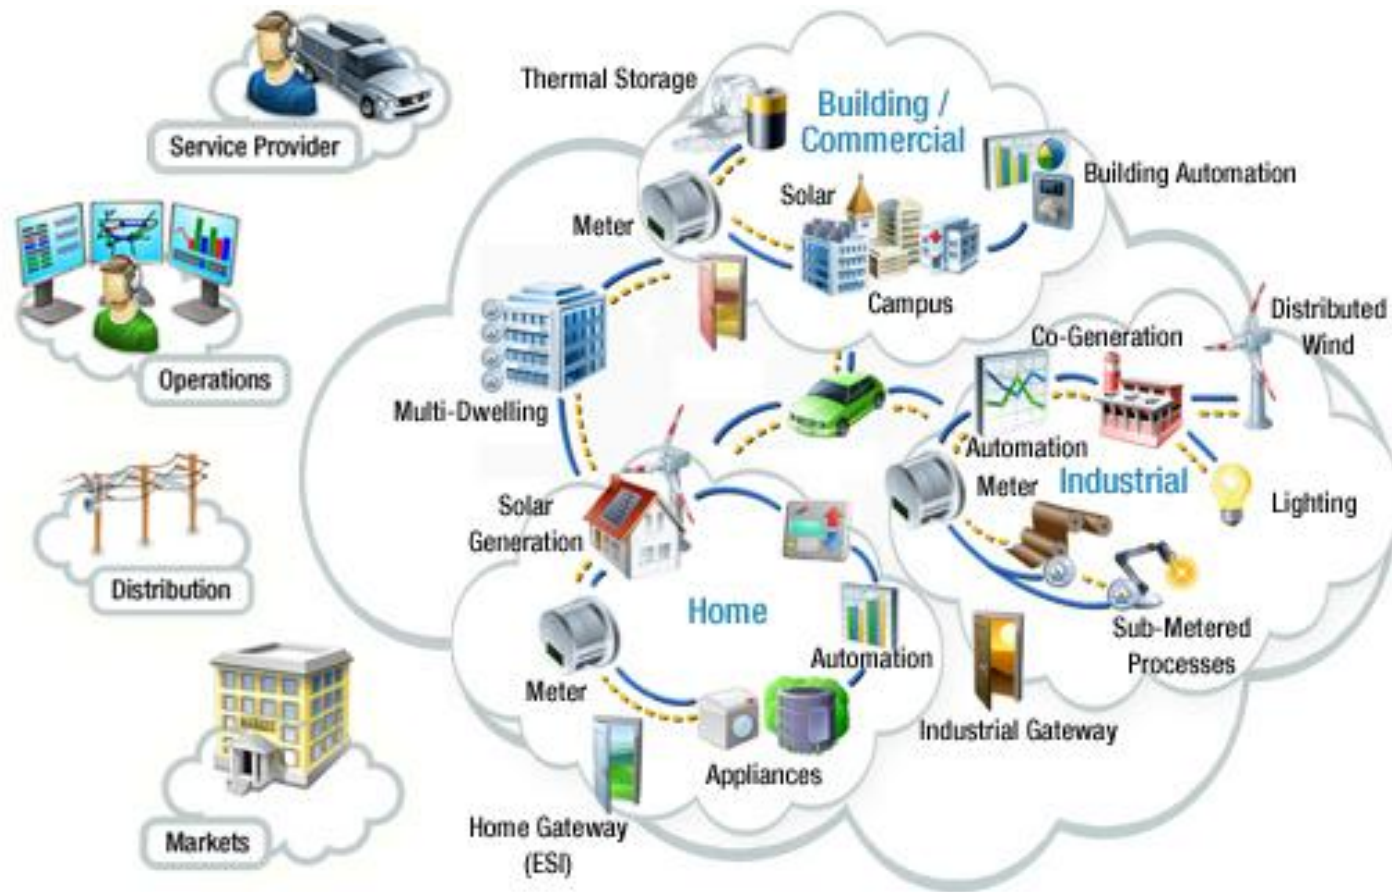 Service Provider
Operations
Distribution
Markets
Thermal Storage
Building /
Commercial
Building Automation
Solar
Meter
Campus
Multi-Dwelling
Co-Generation
Distributed
Wind
Automation
Meter
Industrial
Lighting
Sub-Metered
Processes
Industrial Gateway
Solar
Generation
Home
Meter
Automation
Appliances
Home Gateway
(ESI)